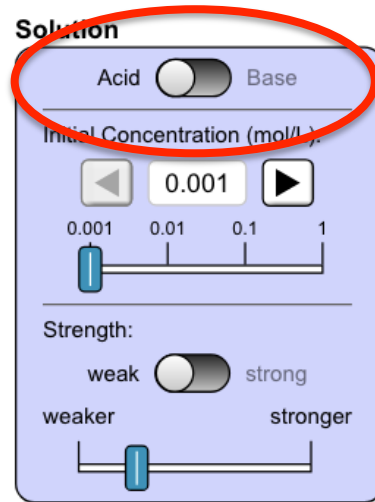 Solution
Acid Base
Initial Concentration (mol/L):
0.001
0.001 0.01 0.1 1
Strength:
weak strong
weaker stronger